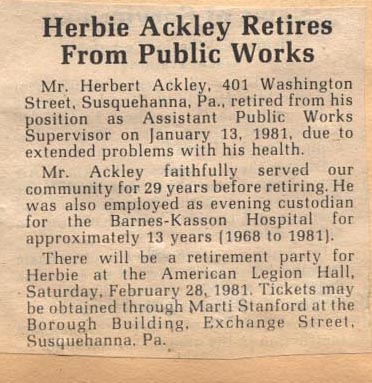 Herbie Ackley Retires
From Public Works
Mr. Herbert Ackley, 401 Washington
Street, Susquehanna, Pa., retired from his
position as Assistant Public Works
Supervisor on January 13, 1981, due to
extended problems with his health.
Mr. Ackley faithfully served our
community for 29 years before retiring. He
was also employed as evening custodian
for the Barnes-Kasson Hospital for
approximately 13 years (1968 to 1981).
There will be a retirement party for
Herbie at the American Legion Hall,
Saturday, February 28, 1981. Tickets may
be obtained through Marti Stanford at the
Borough Building, Exchange Street,
Susquehanna, Pa.